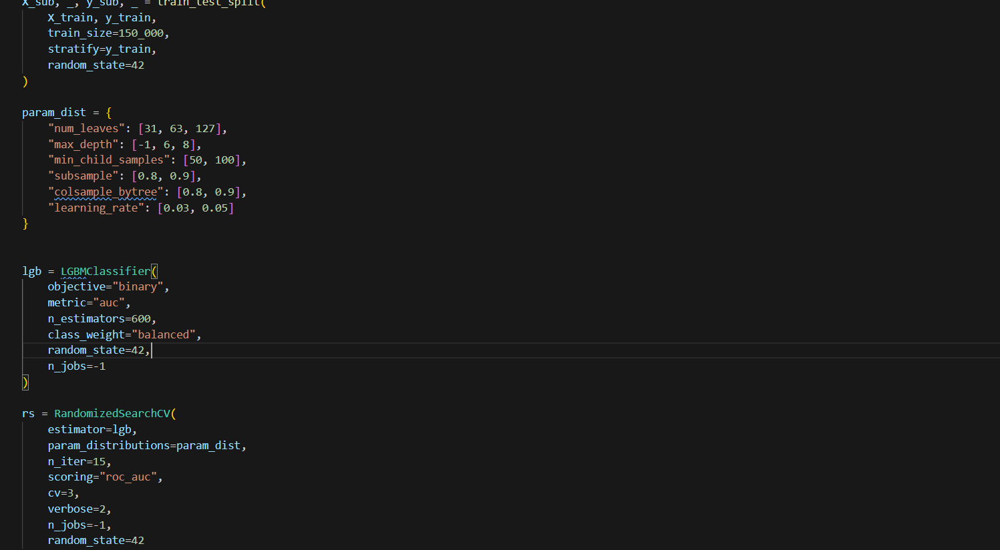 X_sub, _, y_sub, _ = train_test_split(
    X_train, y_train,
    train_size=150_000,
    stratify=y_train,
    random_state=42
)
param_dist = {
    "num_leaves": [31, 63, 127],
    "max_depth": [-1, 6, 8],
    "min_child_samples": [50, 100],
    "subsample": [0.8, 0.9],
    "colsample_bytree": [0.8, 0.9],
    "learning_rate": [0.03, 0.05]
}
lgb = LGBMClassifier(
    objective="binary",
    metric="auc",
    n_estimators=600,
    class_weight="balanced",
    random_state=42,
    n_jobs=-1
)
rs = RandomizedSearchCV(
    estimator=lgb,
    param_distributions=param_dist,
    n_iter=15,
    scoring="roc_auc",
    cv=3,
    verbose=2,
    n_jobs=-1,
    random_state=42